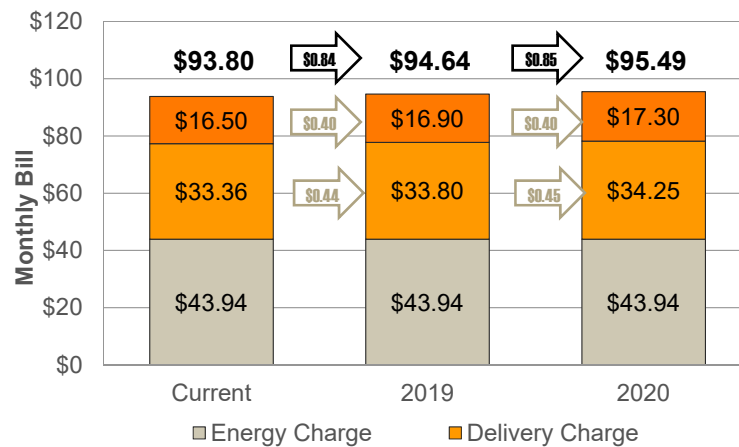 $120
$100
$80
$60
$40
$20
$0
Monthly Bill
$93.80 $0.84 $94.64 $0.85 $95.49
$16.50 $0.40 $16.90 $0.40 $17.30
$33.36 $0.44 $33.80 $0.45 $34.25
$43.94 $43.94 $43.94
Current 2019 2020
Energy Charge Delivery Charge